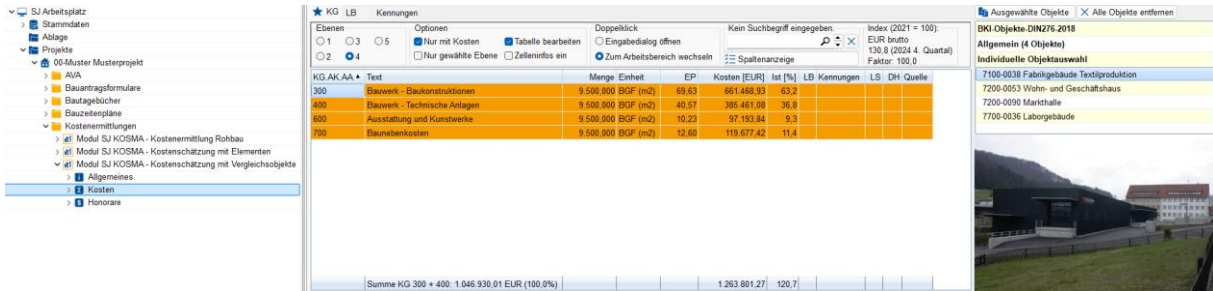 SJ Arbeitsplatz
Stammdaten
Ablage
Projekte
00-Muster Musterprojekt
AVA
Bauantragsformulare
Bautagebücher
Bauzeitenpläne
Kostenermittlungen
Modul SJ KOSMA - Kostenermittlung Rohbau
Modul SJ KOSMA - Kostenschätzung mit Elementen
Modul SJ KOSMA - Kostenschätzung mit Vergleichsobjekte
Allgemeines
Kosten
Honorare
KG LB Kennungen
Ebenen Optionen Doppelklick Kein Suchbegriff eingegeben. Index (2021 = 100):
1 3 5 Nur mit Kosten Tabelle bearbeiten Eingabedialog öffnen EUR brutto
130,8 (2024 4. Quartal)
2 4 Nur gewählte Ebene Zelleninfos ein Zum Arbeitsbereich wechseln Spaltenanzeige Faktor: 100,0
KG.AK.AA Text Menge Einheit EP Kosten [EUR] Ist [%] LB Kennungen LS DH Quelle
300 Bauwerk - Baukonstruktionen 9.500,000 BGF (m2) 69,63 661.468,93 63,2
400 Bauwerk - Technische Anlagen 9.500,000 BGF (m2) 40,57 385.461,08 36,8
600 Ausstattung und Kunstwerke 9.500,000 BGF (m2) 10,23 97.193,84 9,3
700 Baunebenkosten 9.500,000 BGF (m2) 12,60 119.677,42 11,4
Summe KG 300 + 400: 1.046.930,01 EUR (100,0%) 1.263.801,27 120,7
Ausgewählte Objekte Alle Objekte entfernen
BKI-Objekte-DIN276-2018
Allgemein (4 Objekte)
Individuelle Objektauswahl
7100-0038 Fabrikgebäude Textilproduktion
7200-0053 Wohn- und Geschäftshaus
7200-0090 Markthalle
7700-0036 Laborgebäude